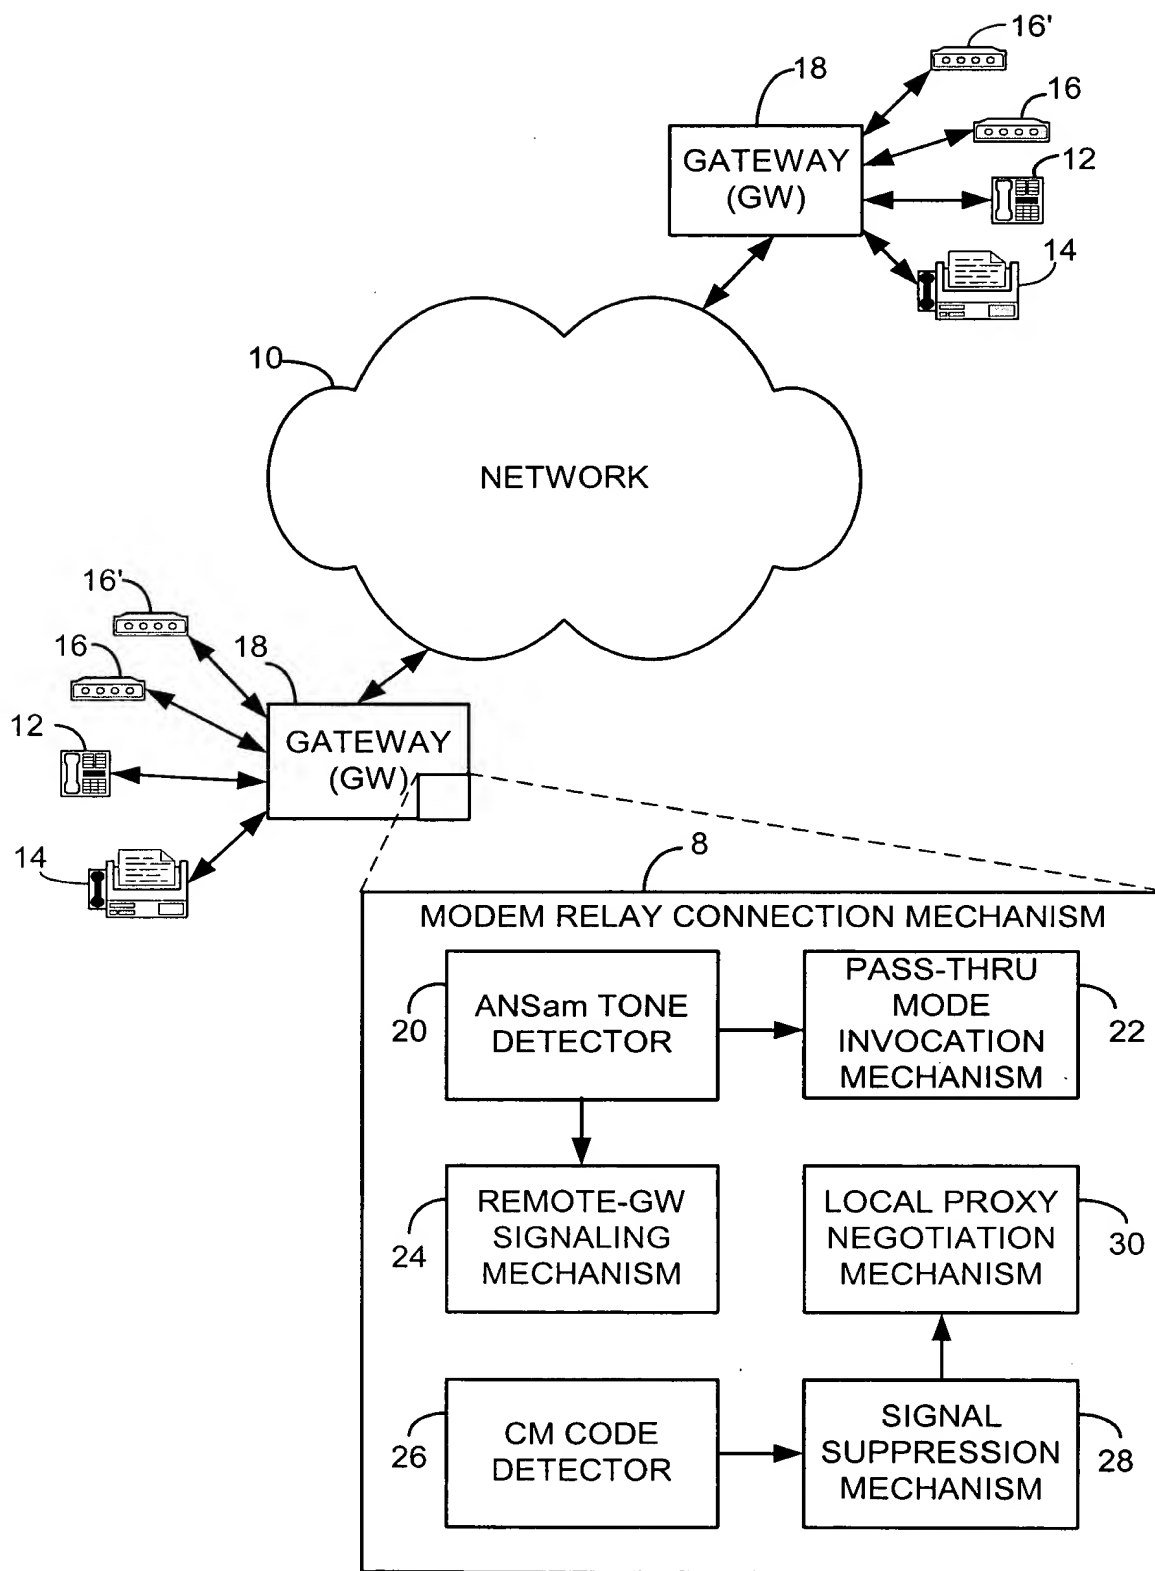 16'
18
16
GATEWAY
(GW)
12
14
10
NETWORK
16'
16
18
12
GATEWAY
(GW)
14
8
MODEM RELAY CONNECTION MECHANISM
20
ANSam TONE
DETECTOR
PASS-THRU
MODE
INVOCATION
MECHANISM
22
24
REMOTE-GW
SIGNALING
MECHANISM
LOCAL PROXY
NEGOTIATION
MECHANISM
30
26
CM CODE
DETECTOR
SIGNAL
SUPPRESSION
MECHANISM
28